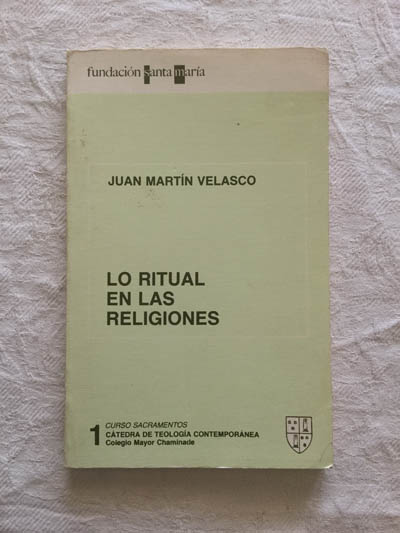 fundación santa maría
JUAN MARTÍN VELASCO
LO RITUAL
EN LAS
RELIGIONES
1
CURSO SACRAMENTOS
CÁTEDRA DE TEOLOGÍA CONTEMPORÁNEA
Colegio Mayor Chaminade